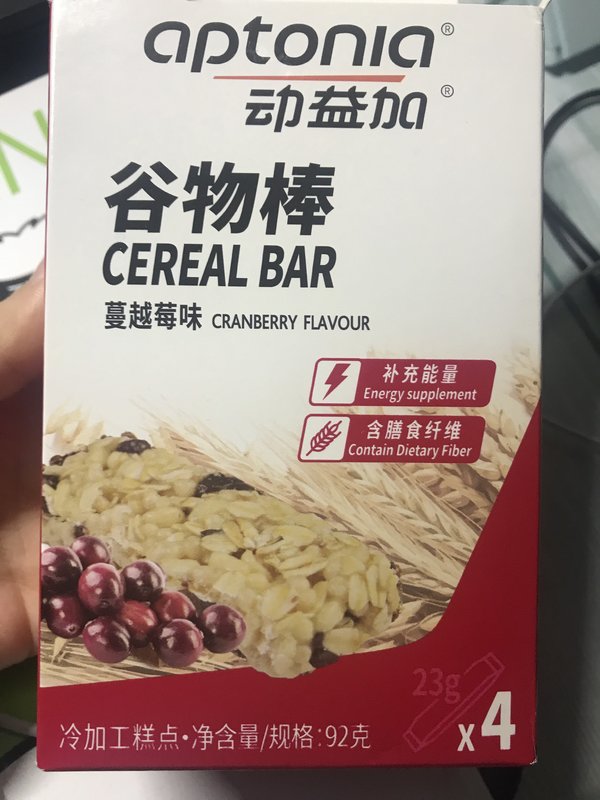 aptonia®
动益加®
谷物棒
CEREAL BAR
蔓越莓味 CRANBERRY FLAVOUR
补充能量
Energy supplement
含膳食纤维
Contain Dietary Fiber
23g
x4
冷加工糕点·净含量/规格:92克